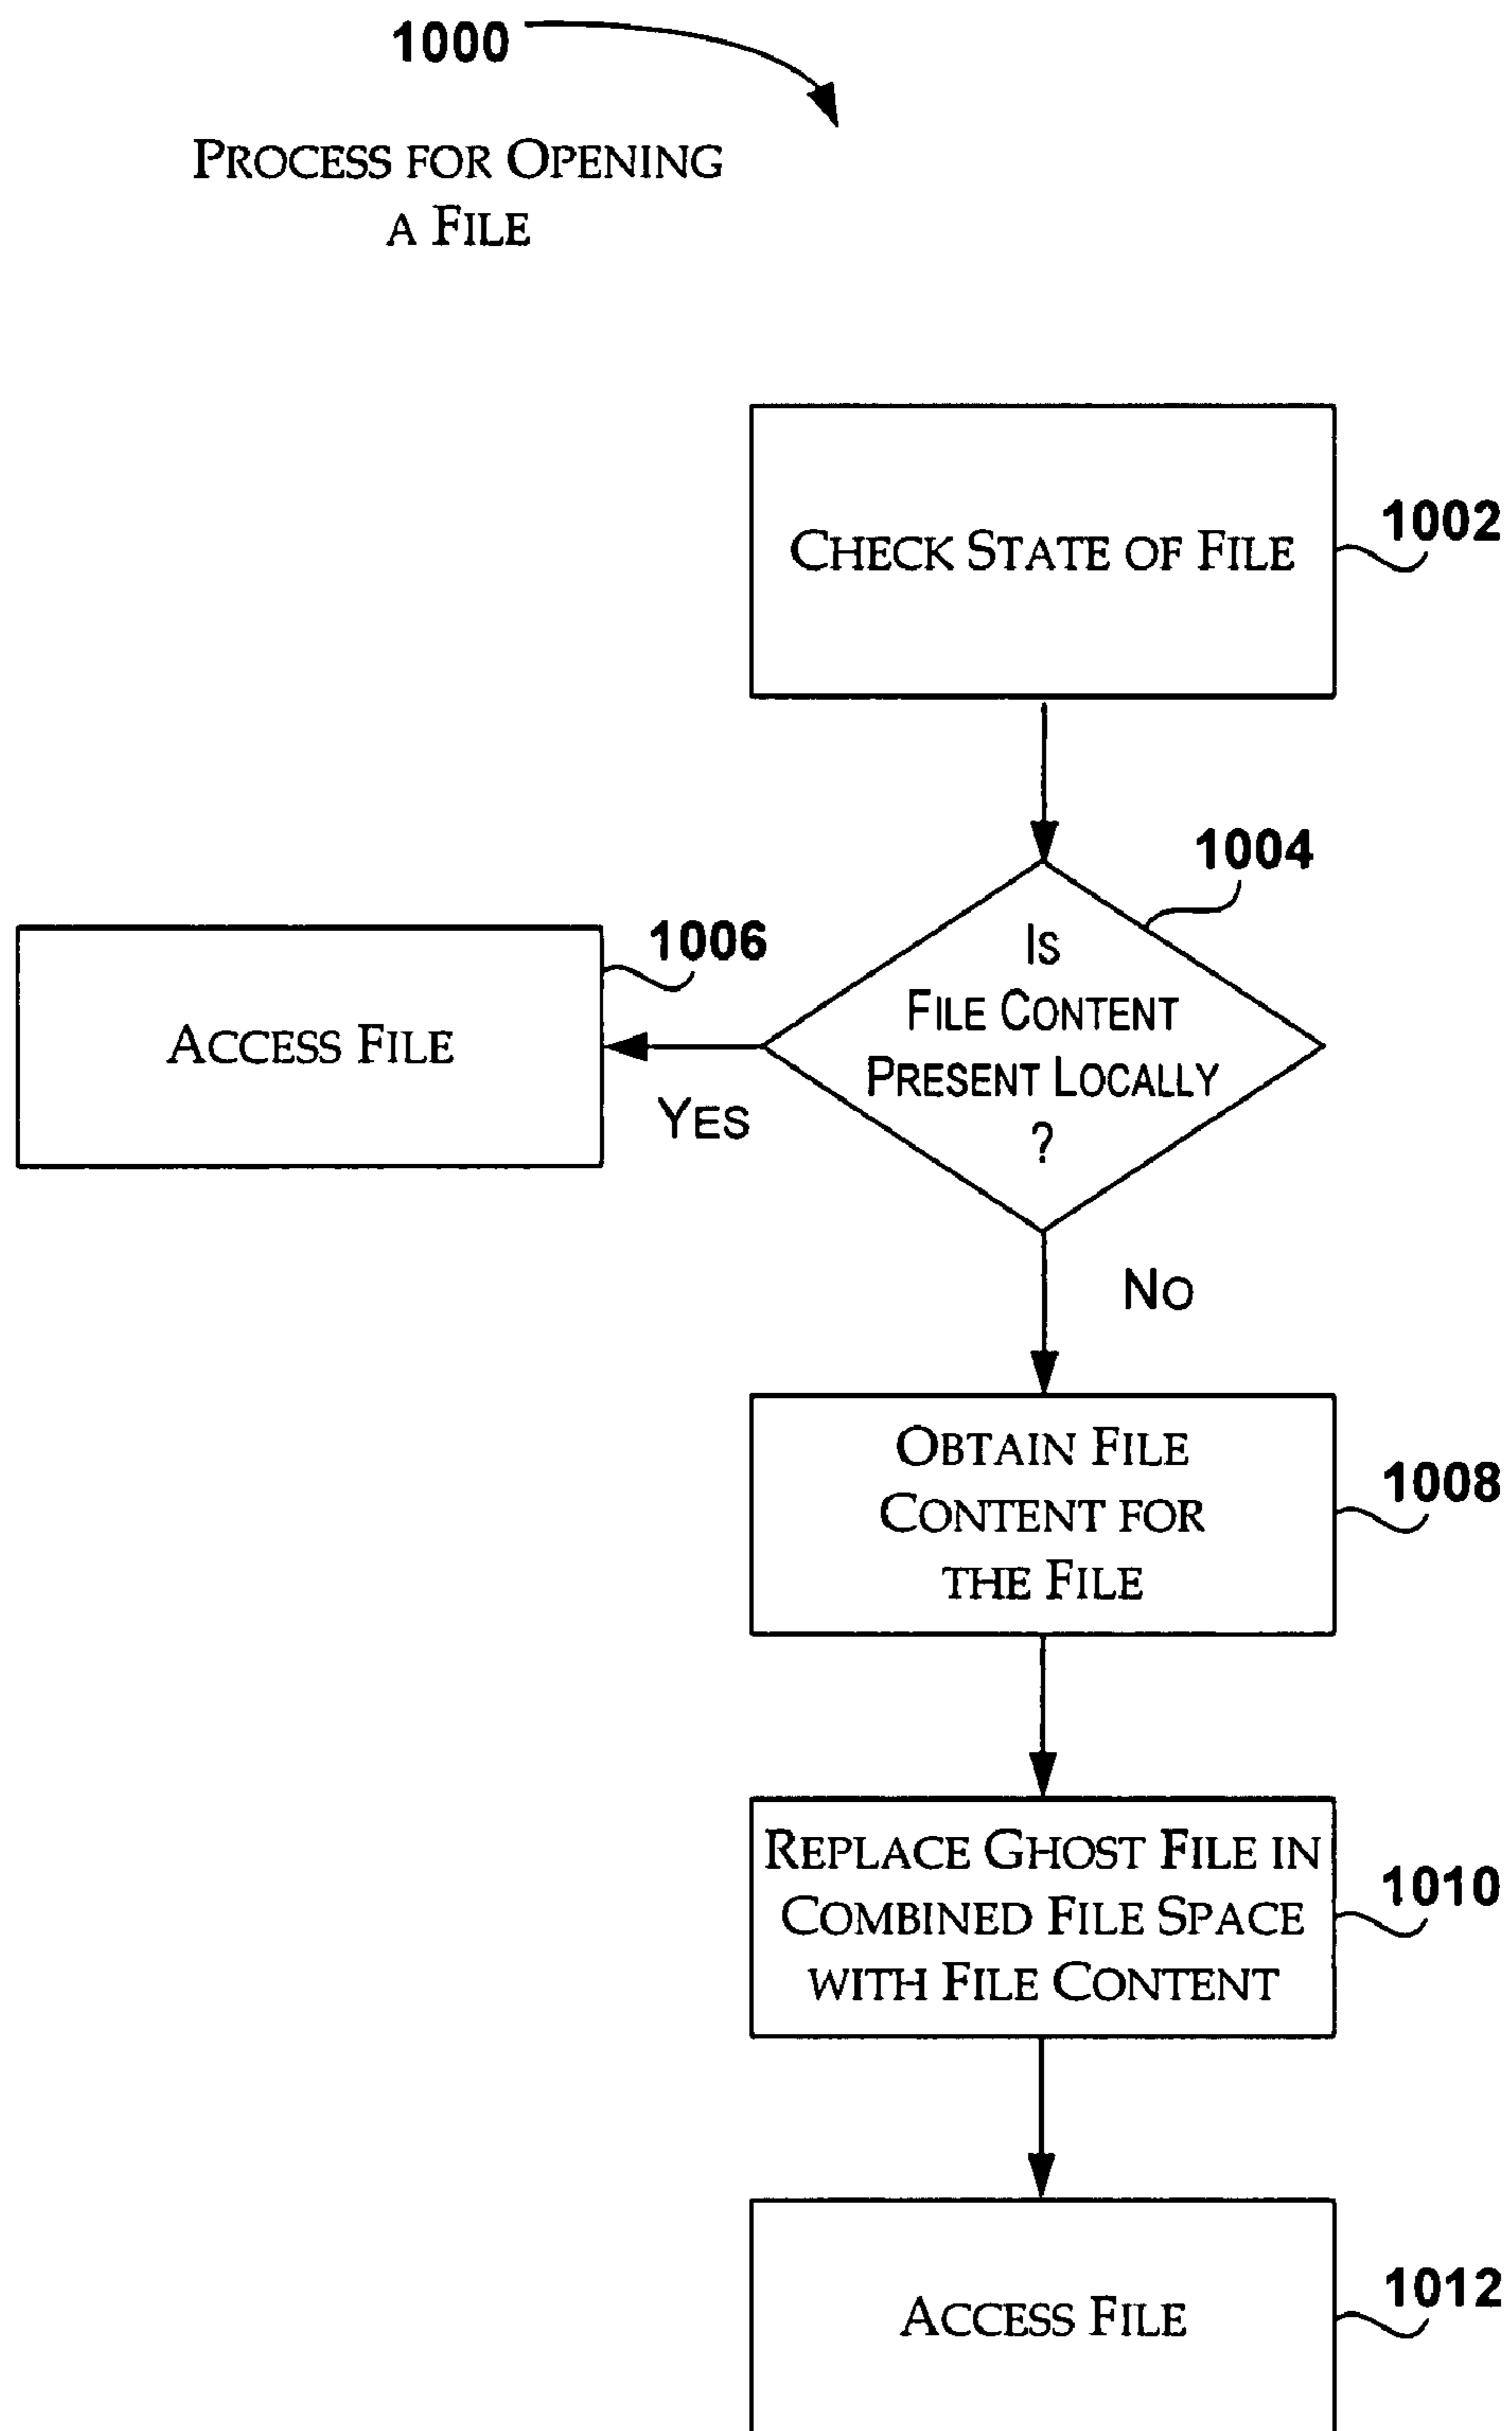 1000
PROCESS FOR OPENING
A FILE
CHECK STATE OF FILE
1002
1004
IS
FILE CONTENT
PRESENT LOCALLY
?
1006
ACCESS FILE
YES
NO
OBTAIN FILE
CONTENT FOR
THE FILE
1008
REPLACE GHOST FILE IN
COMBINED FILE SPACE
WITH FILE CONTENT
1010
ACCESS FILE
1012